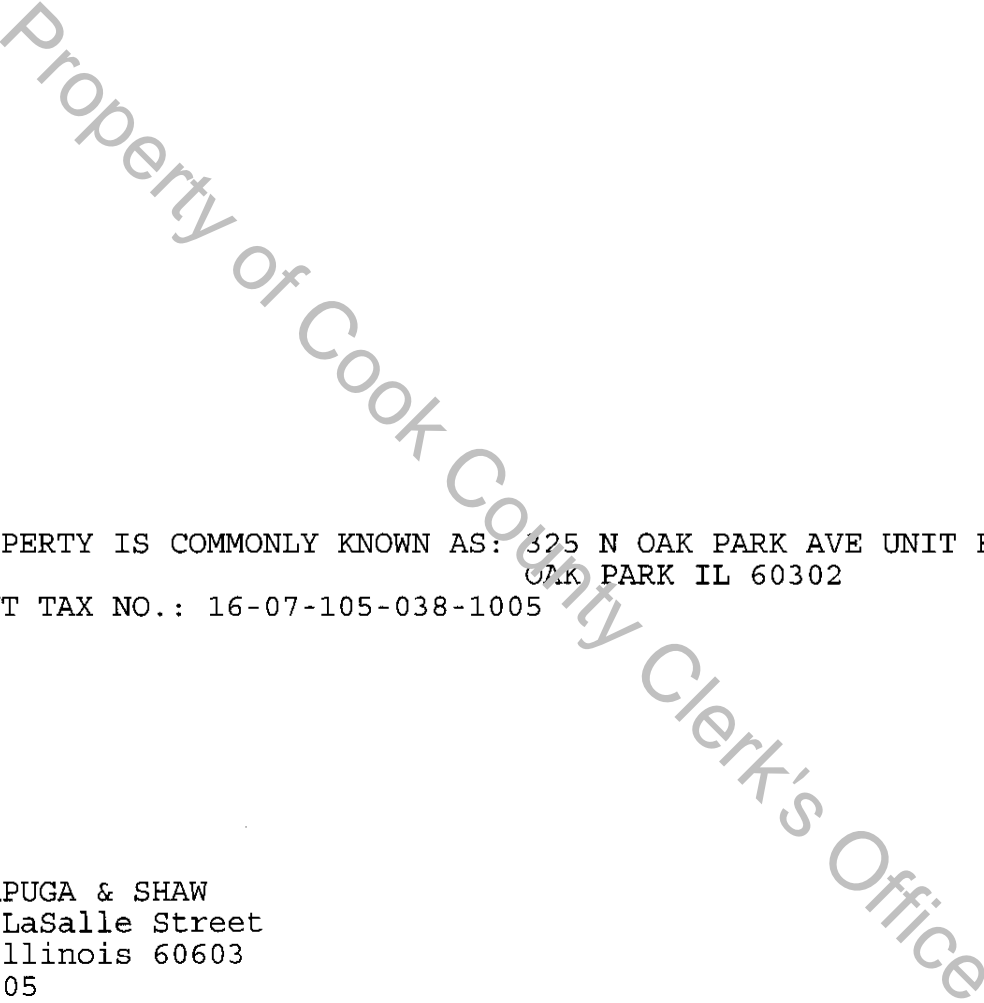 Property of Cook County Clerk's Office
PERTY IS COMMONLY KNOWN AS: 325 N OAK PARK AVE UNIT
OAK PARK IL 60302
T TAX NO.: 16-07-105-038-1005
PUGA & SHAW
LaSalle Street
llinois 60603
05